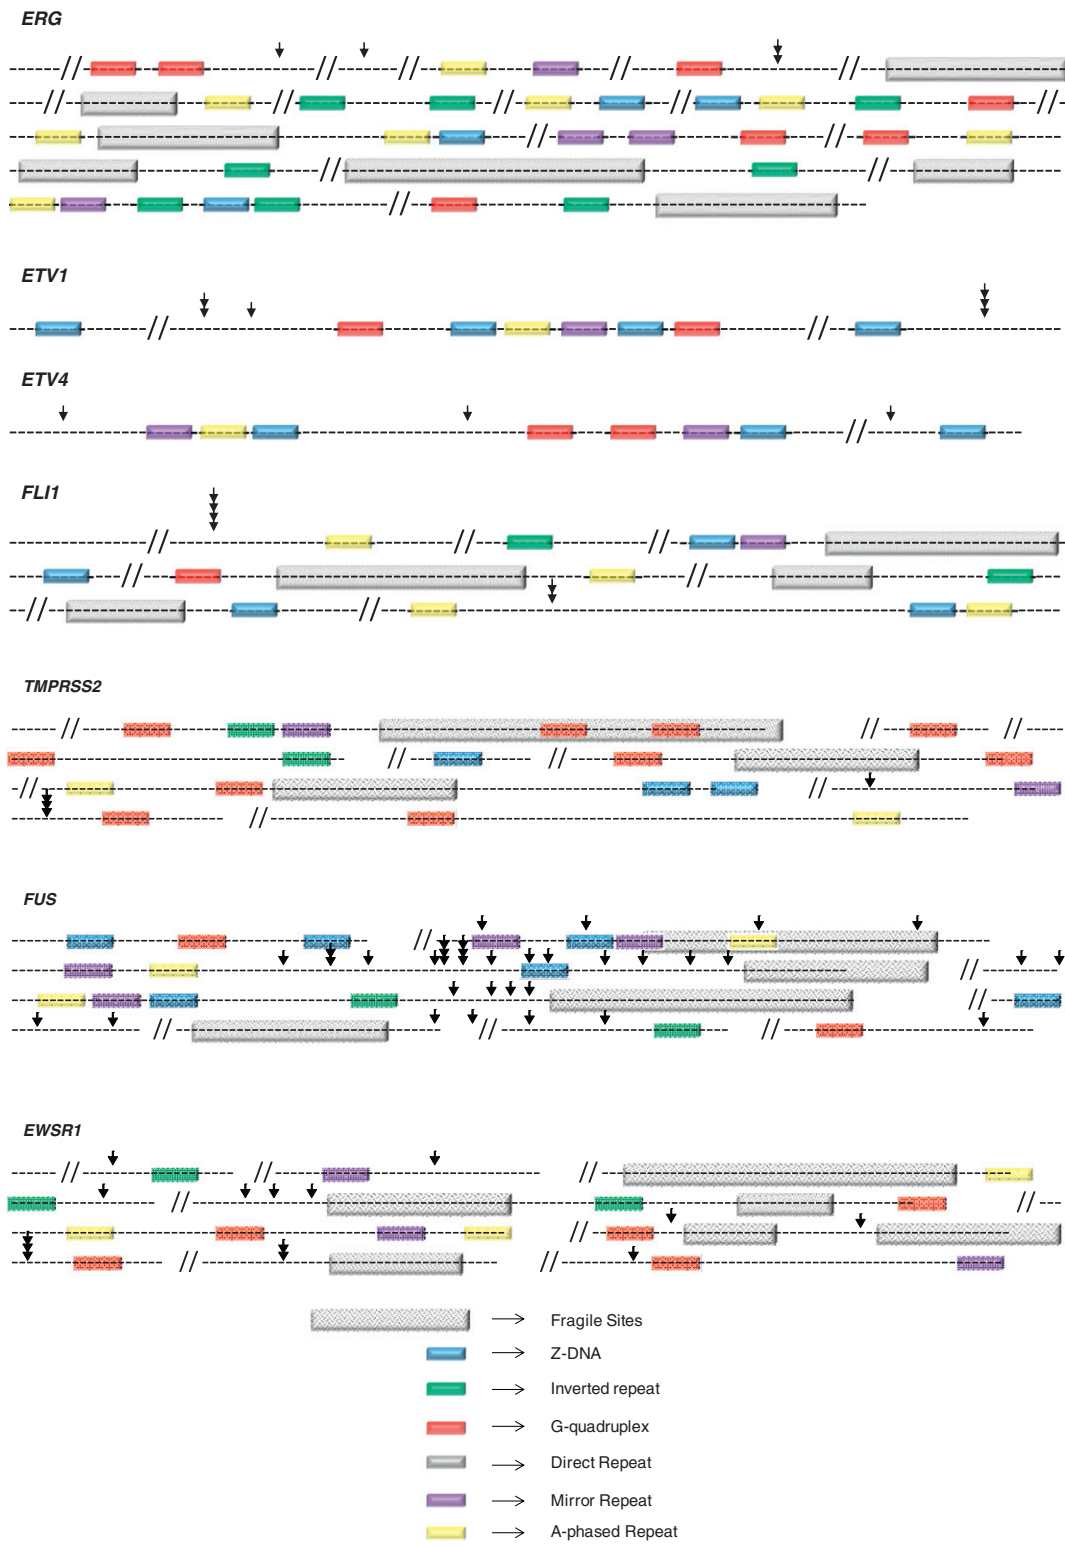 ERG
ETV1
ETV4
FLI1
TMPRSS2
FUS
EWSR1
Fragile Sites
Z-DNA
Inverted repeat
G-quadruplex
Direct Repeat
Mirror Repeat
A-phased Repeat